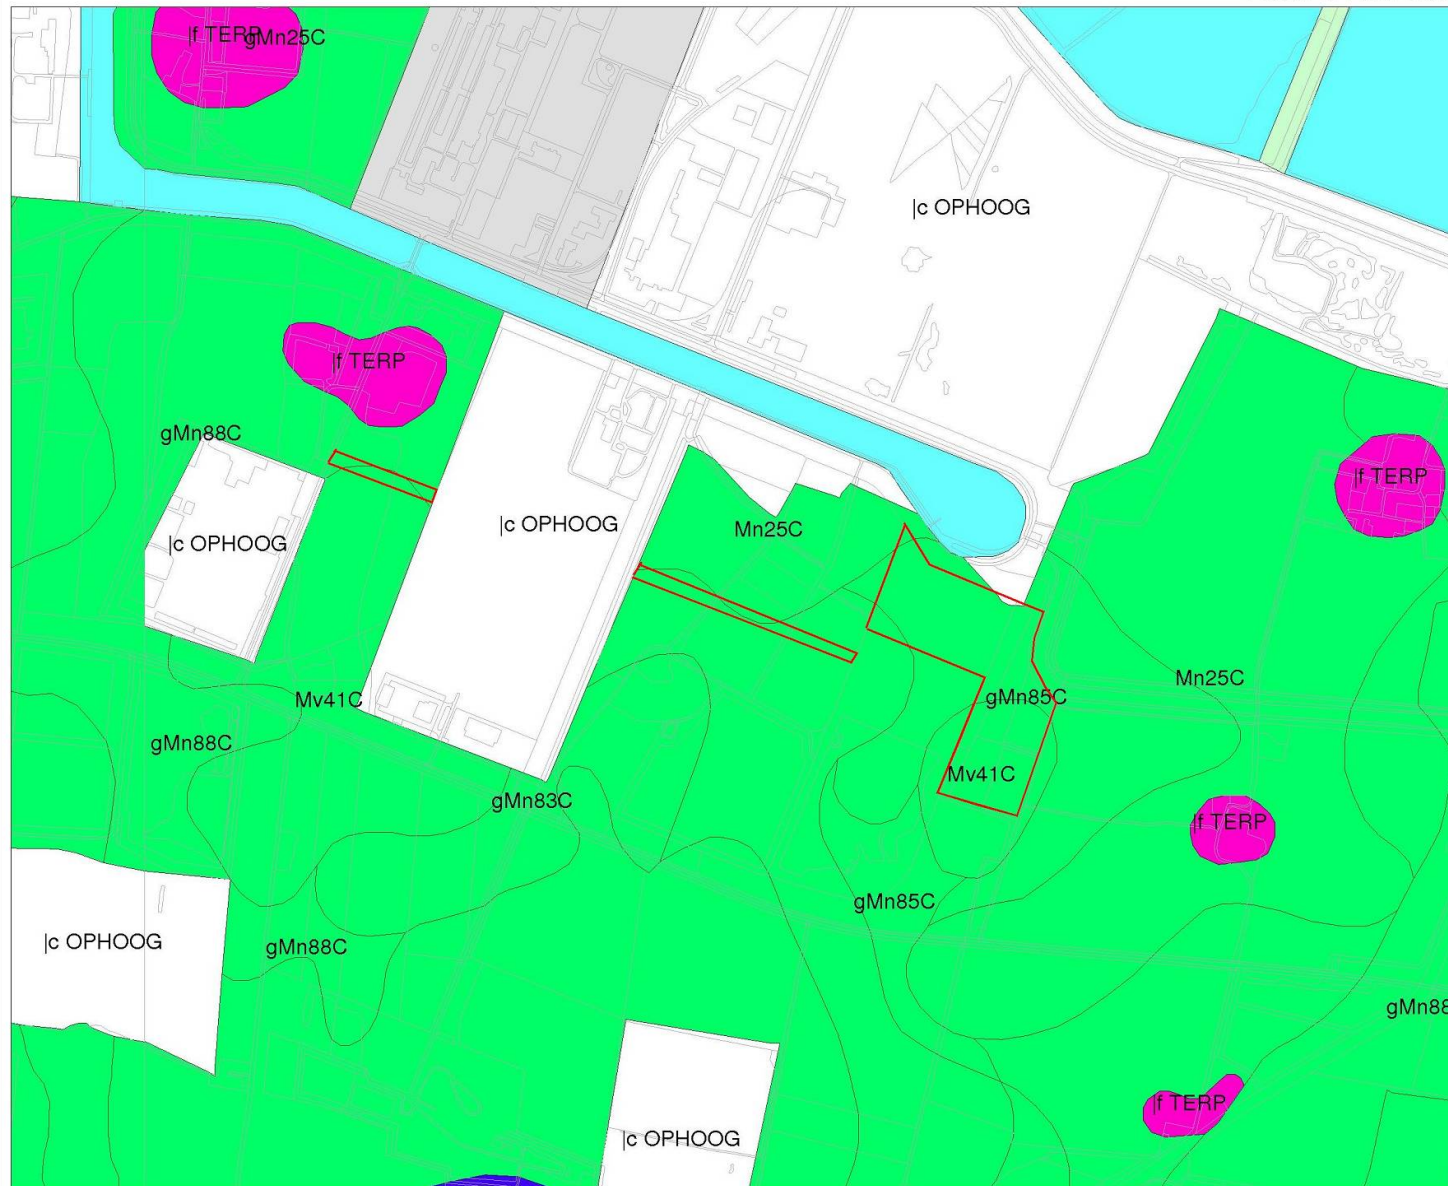 |f TERP
gMn25C
|c OPHOOG
|f TERP
gMn88C
|f TERP
|c OPHOOG
|c OPHOOG
Mn25C
Mn25C
Mv41C
gMn85C
gMn88C
Mv41C
gMn83C
|f TERP
gMn85C
|c OPHOOG
gMn88C
gMn88
|f TERP
|c OPHOOG